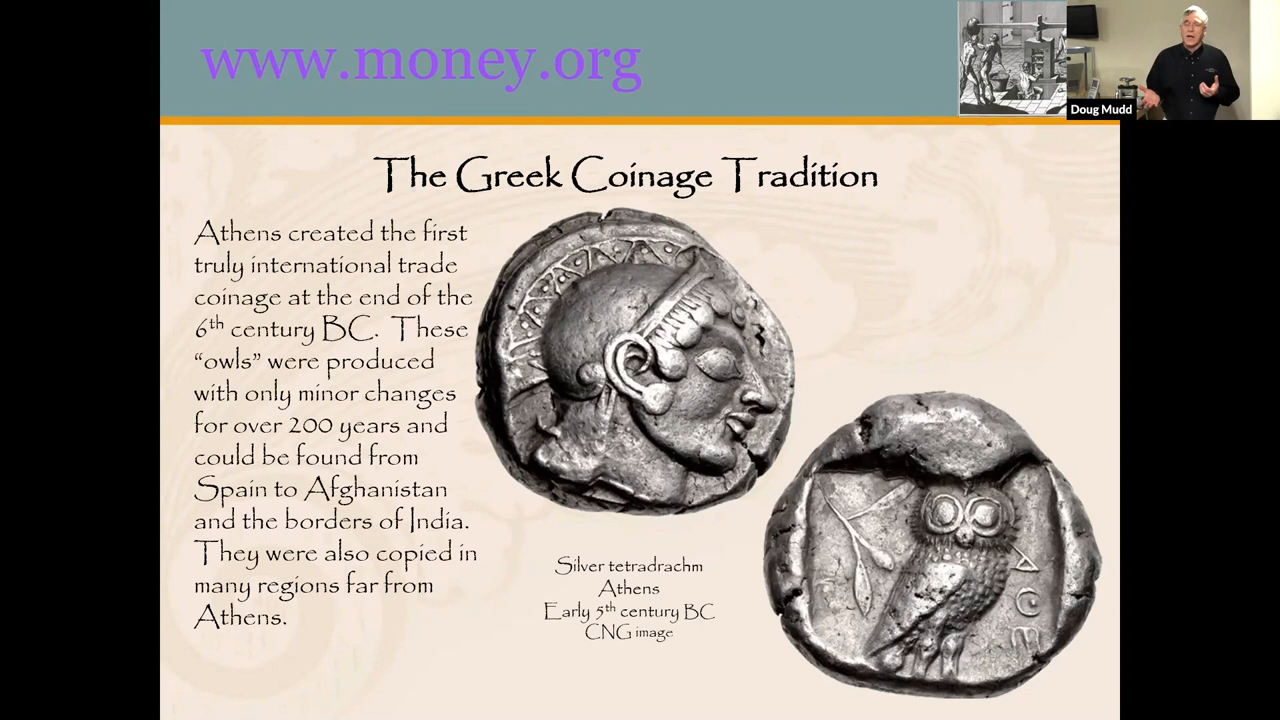 www.money.org
Doug Mudd
The Greek Coinage Tradition
Athens created the first
truly international trade
coinage at the end of the
6th century BC. These
“owls” were produced
with only minor changes
for over 200 years and
could be found from
Spain to Afghanistan
and the borders of India.
They were also copied in
many regions far from
Athens.
Silver tetradrachm
Athens
Early 5th century BC
CNG image